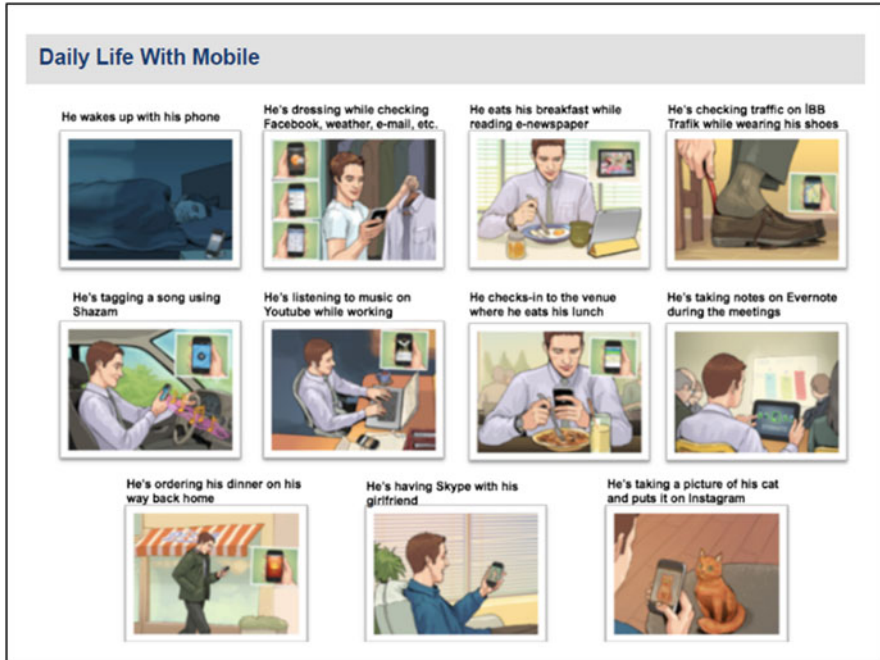 Daily Life With Mobile
He wakes up with his phone
He's dressing while checking
Facebook, weather, e-mail, etc.
He eats his breakfast while
reading e-newspaper
He's checking traffic on İBB
Trafik while wearing his shoes
He's tagging a song using
Shazam
He's listening to music on
Youtube while working
He checks-in to the venue
where he eats his lunch
He's taking notes on Evernote
during the meetings
He's ordering his dinner on his
way back home
He's having Skype with his
girlfriend
He's taking a picture of his cat
and puts it on Instagram